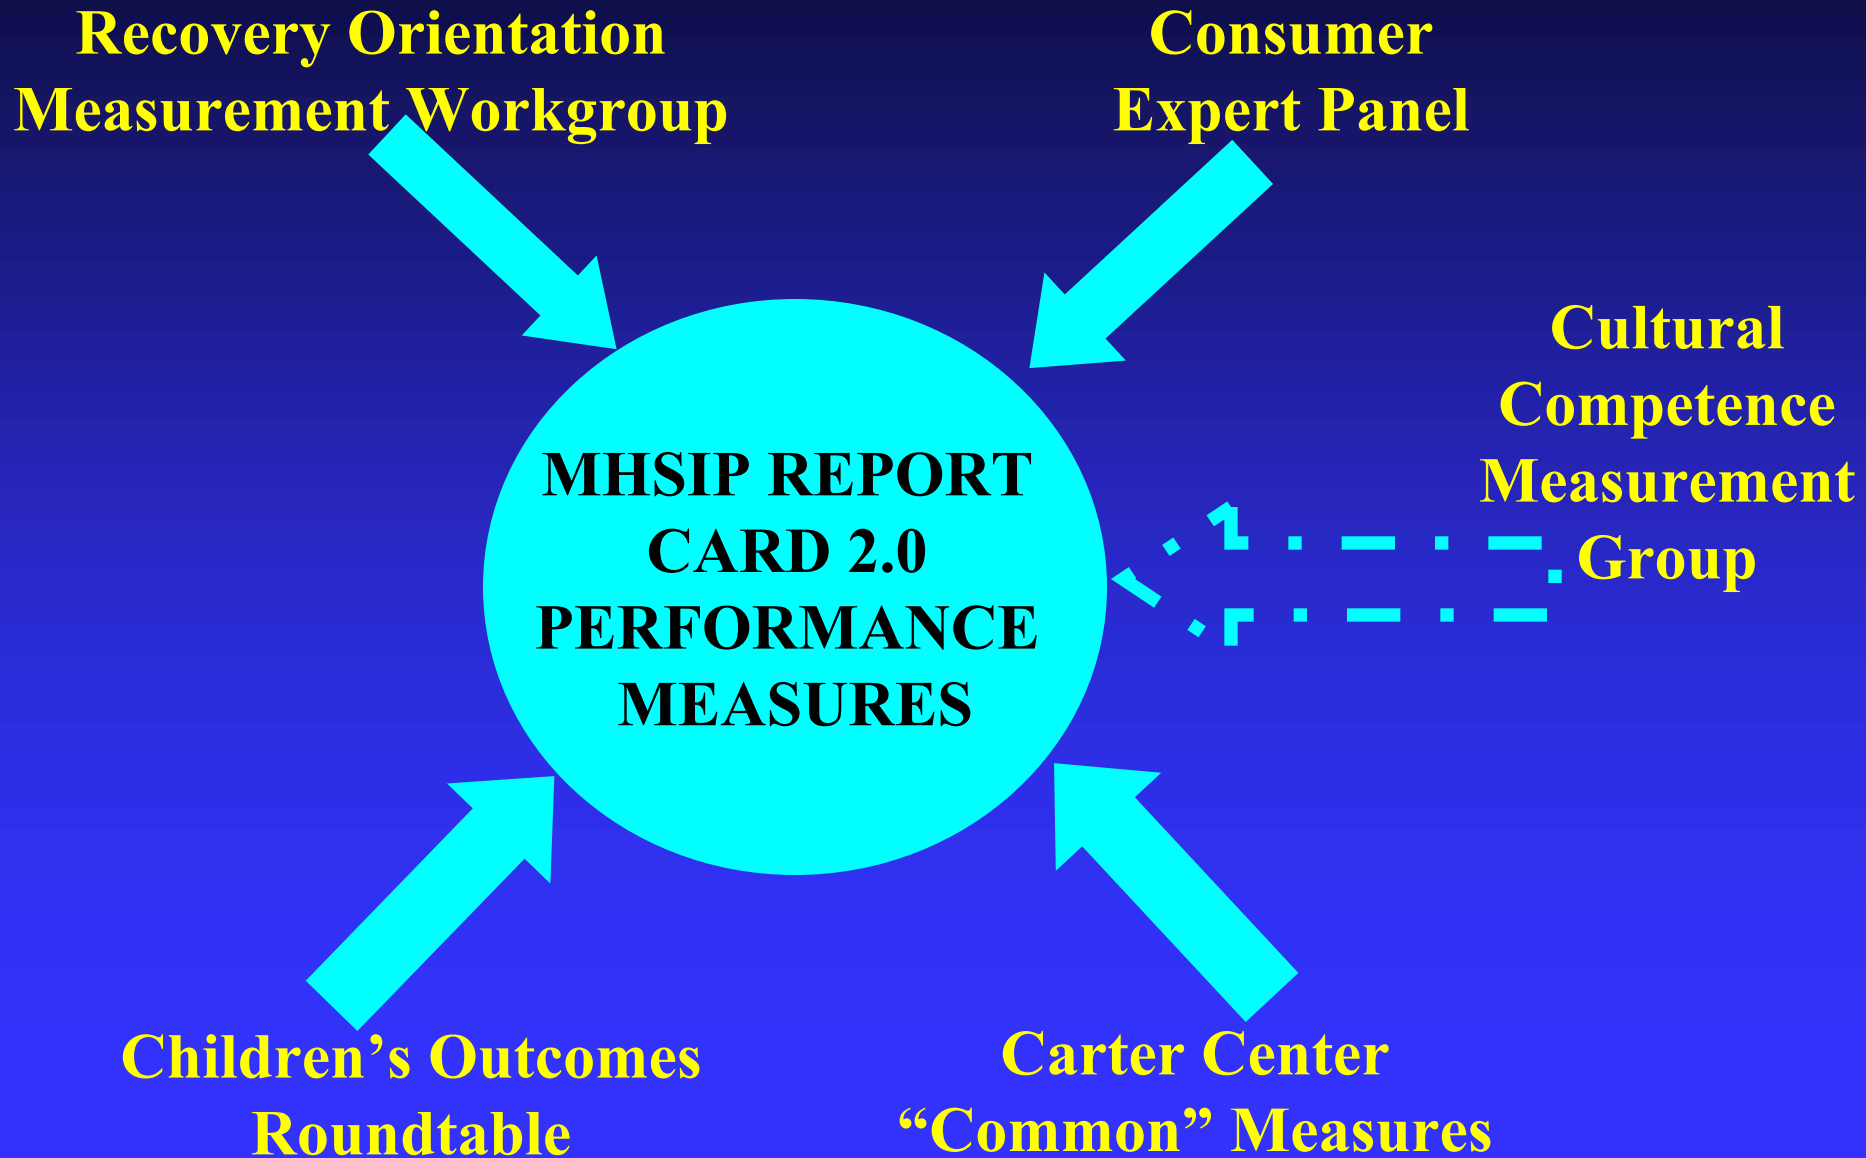 Recovery Orientation
Measurement Workgroup
Consumer
Expert Panel
Cultural
Competence
Measurement
Group
MHSIP REPORT
CARD 2.0
PERFORMANCE
MEASURES
Children’s Outcomes
Roundtable
Carter Center
“Common” Measures